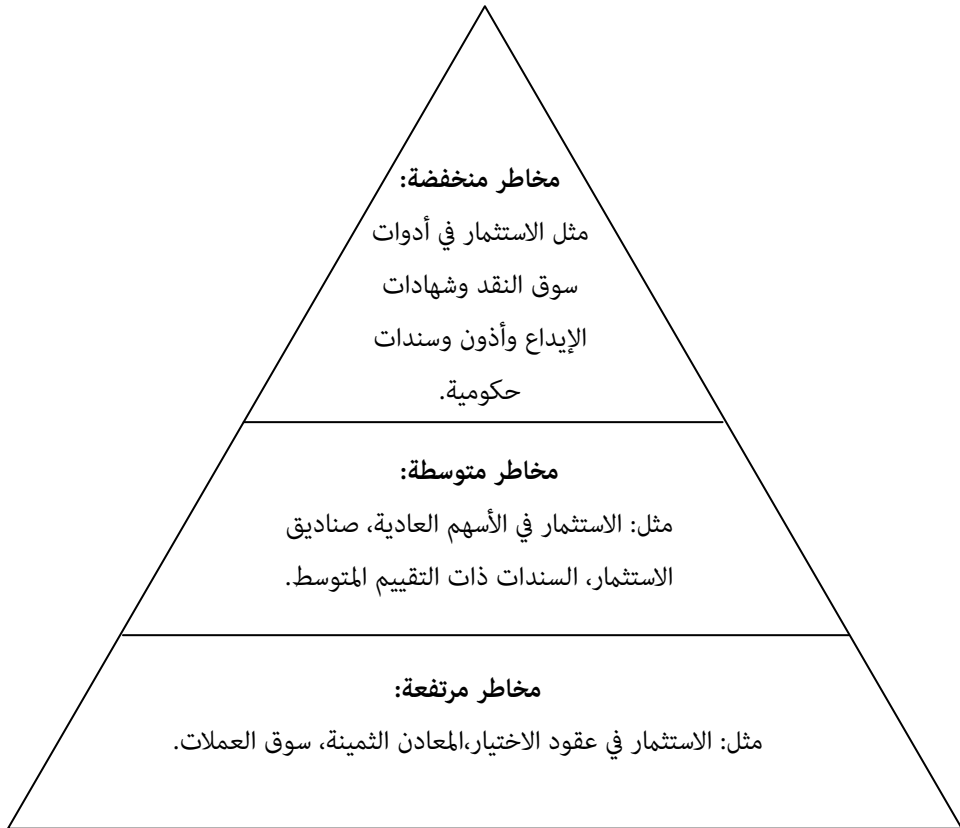 مخاطر منخفضة:
مثل الاستثمار في أدوات
سوق النقد وشهادات
الإيداع وأذون وسندات
حكومية.
مخاطر متوسطة:
مثل: الاستثمار في الأسهم العادية، صناديق
الاستثمار، السندات ذات التقييم المتوسط.
مخاطر مرتفعة:
مثل: الاستثمار في عقود الاختيار،المعادن الثمينة، سوق العملات.